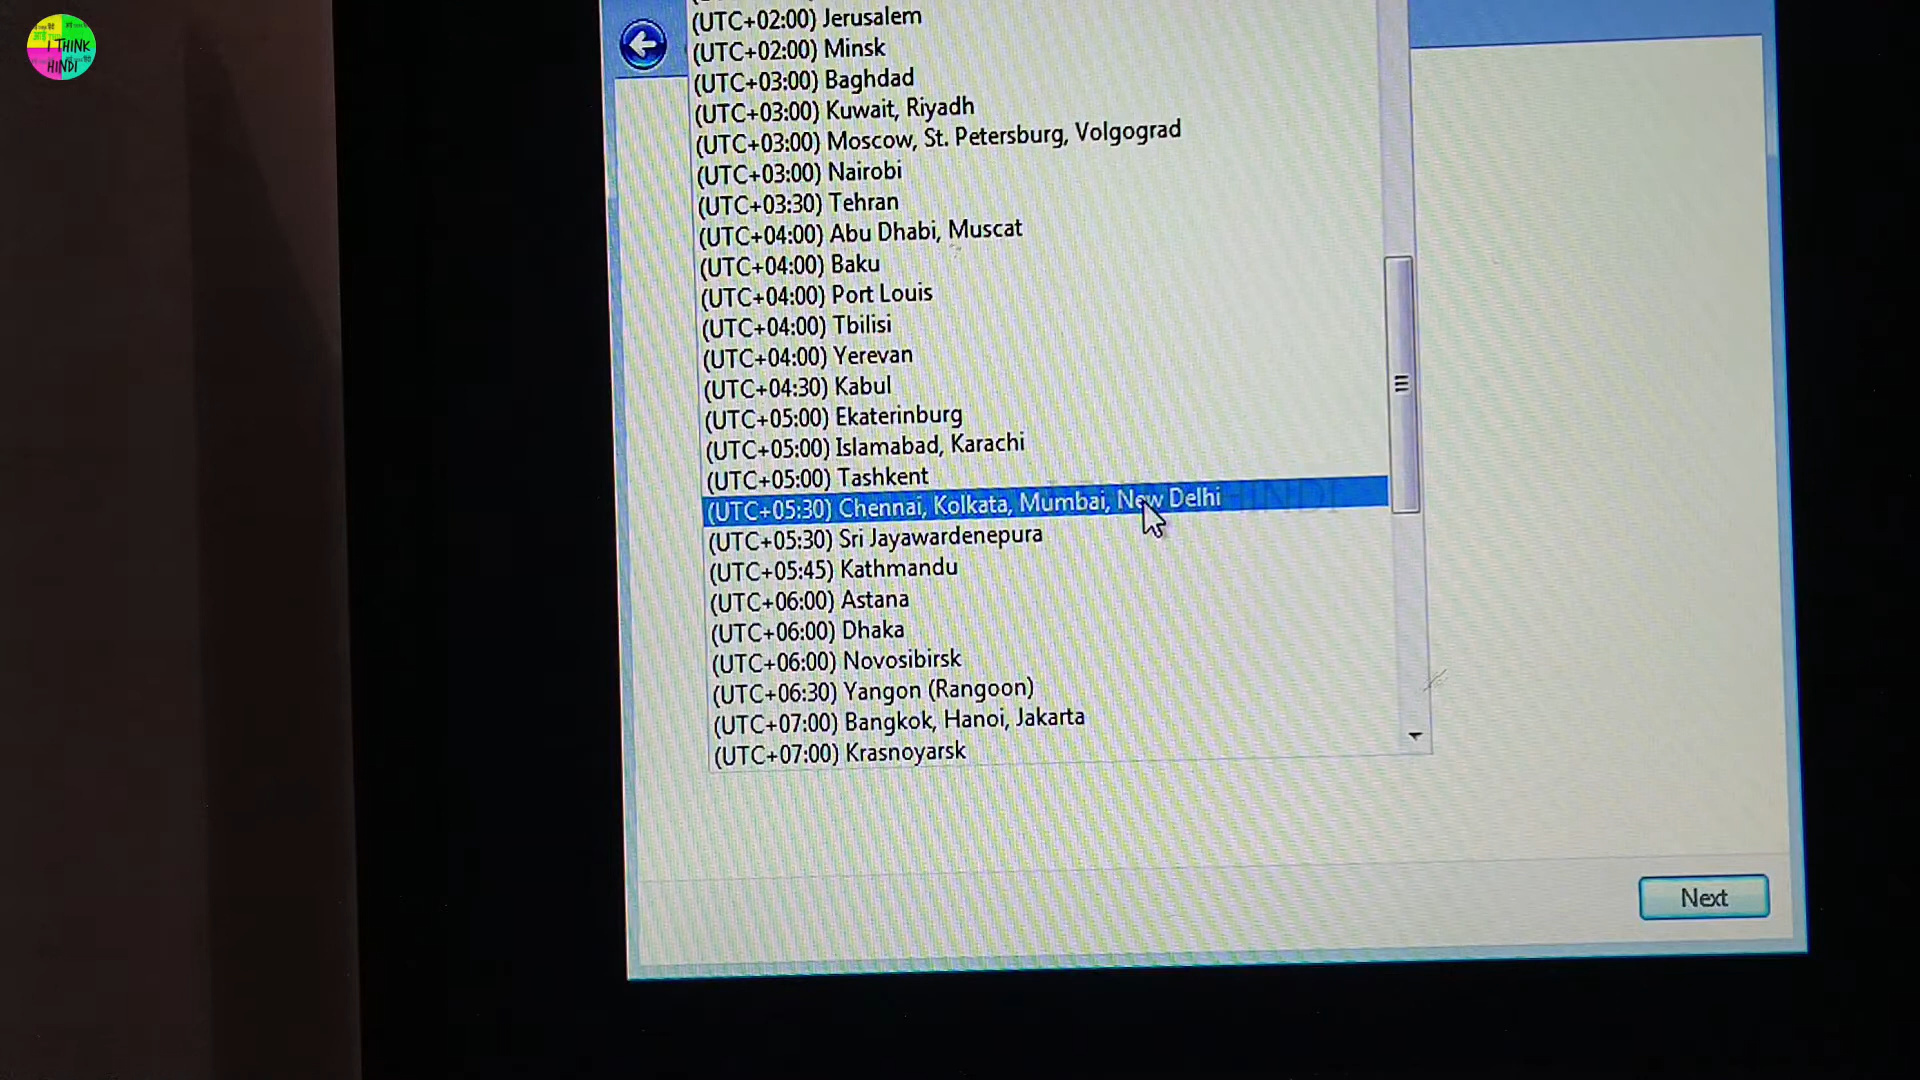 I THINK
HINDI
(UTC+02:00) Jerusalem
(UTC+02:00) Minsk
(UTC+03:00) Baghdad
(UTC+03:00) Kuwait, Riyadh
(UTC+03:00) Moscow, St. Petersburg, Volgograd
(UTC+03:00) Nairobi
(UTC+03:30) Tehran
(UTC+04:00) Abu Dhabi, Muscat
(UTC+04:00) Baku
(UTC+04:00) Port Louis
(UTC+04:00) Tbilisi
(UTC+04:00) Yerevan
(UTC+04:30) Kabul
(UTC+05:00) Ekaterinburg
(UTC+05:00) Islamabad, Karachi
(UTC+05:00) Tashkent
(UTC+05:30) Chennai, Kolkata, Mumbai, New Delhi
(UTC+05:30) Sri Jayawardenepura
(UTC+05:45) Kathmandu
(UTC+06:00) Astana
(UTC+06:00) Dhaka
(UTC+06:00) Novosibirsk
(UTC+06:30) Yangon (Rangoon)
(UTC+07:00) Bangkok, Hanoi, Jakarta
(UTC+07:00) Krasnoyarsk
Next